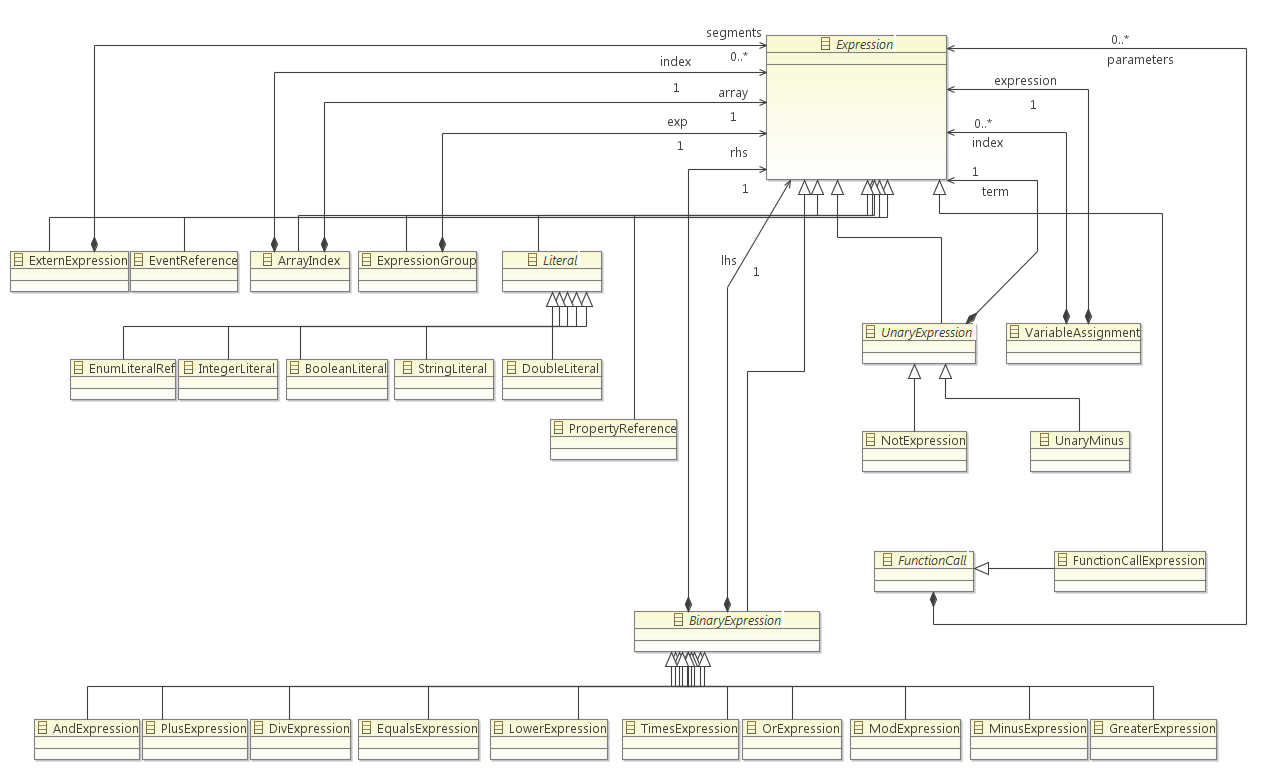 segments
Expression
0..*
parameters
0..*
index
1
expression
1
array
1
0..*
index
exp
1
rhs
1
1
term
lhs
1
ExternExpression
EventReference
ArrayIndex
ExpressionGroup
Literal
UnaryExpression
VariableAssignment
EnumLiteralRef
IntegerLiteral
BooleanLiteral
StringLiteral
DoubleLiteral
PropertyReference
NotExpression
UnaryMinus
FunctionCall
FunctionCallExpression
BinaryExpression
AndExpression
PlusExpression
DivExpression
EqualsExpression
LowerExpression
TimesExpression
OrExpression
ModExpression
MinusExpression
GreaterExpression